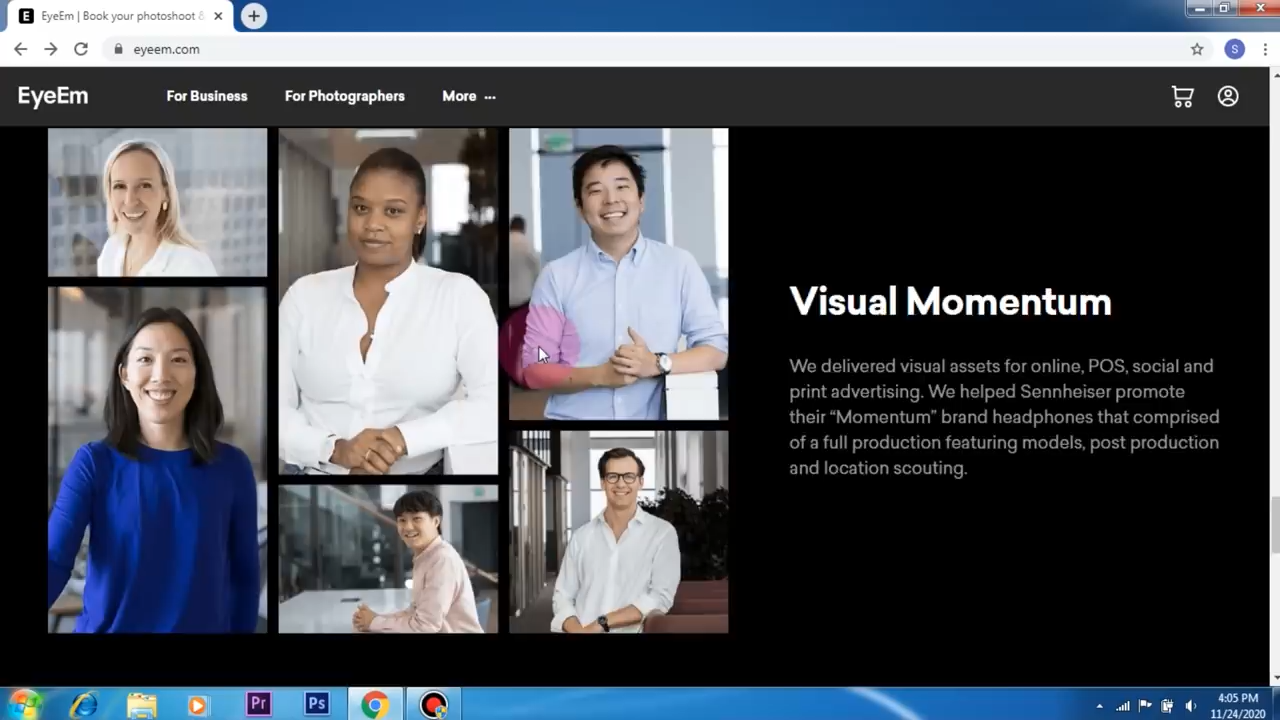 EyeEm | Book your photoshoot &
eyeem.com
S
EyeEm
For Business
For Photographers
More ...
Visual Momentum
We delivered visual assets for online, POS, social and
print advertising. We helped Sennheiser promote
their “Momentum” brand headphones that comprised
of a full production featuring models, post production
and location scouting.
Pr
Ps
4:05 PM
11/24/2020